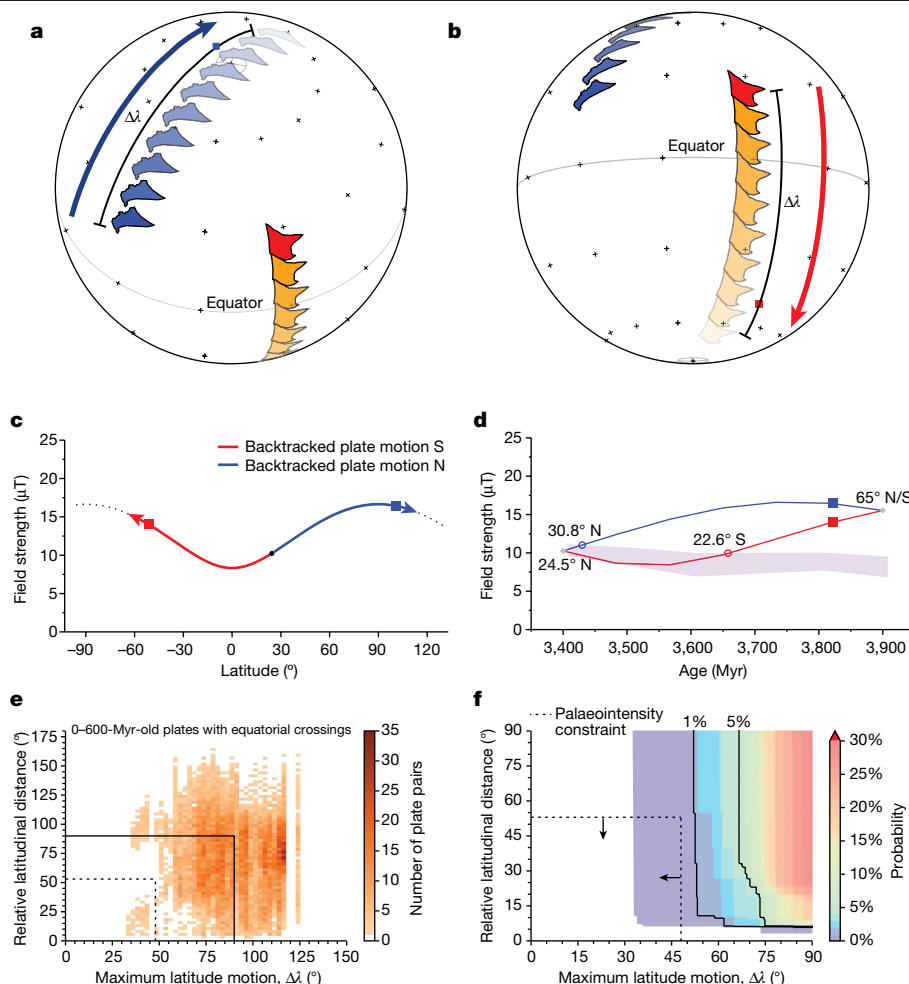 a
Δλ
Equator
b
Equator
Δλ
c
25
20
15
10
5
0
Field strength (μT)
Backtracked plate motion S
Backtracked plate motion N
−90 −60 −30 0 30 60 90 120
Latitude (°)
d
25
20
15
10
5
0
Field strength (μT)
65° N/S
30.8° N
22.6° S
24.5° N
3,400 3,500 3,600 3,700 3,800 3,900
Age (Myr)
e
0–600-Myr-old plates with equatorial crossings
175
150
125
100
75
50
25
0
Relative latitudinal distance (°)
0 25 50 75 100 125 150
Maximum latitude motion, Δλ (°)
35
30
25
20
15
10
5
0
Number of plate pairs
f
Palaeointensity
constraint
1% 5%
90
75
60
45
30
15
0
Relative latitudinal distance (°)
0 15 30 45 60 75 90
Maximum latitude motion, Δλ (°)
30%
25%
20%
15%
10%
5%
0%
Probability